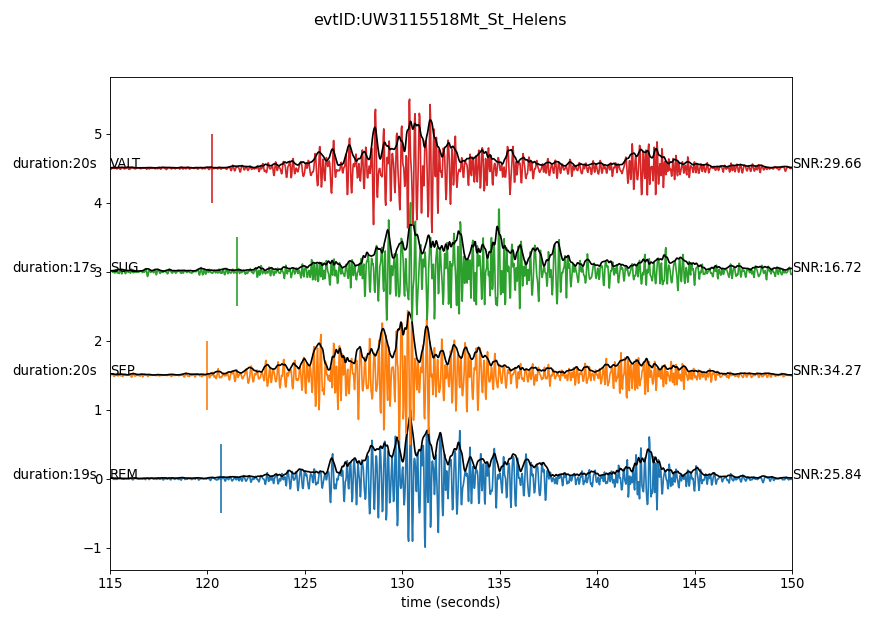 evtID:UW3115518Mt_St_Helens
5
duration:20s VALT SNR:29.66
4
duration:17s SUG SNR:16.72
3
2
duration:20s SEP SNR:34.27
1
duration:19s REM SNR:25.84
0
−1
115 120 125 130 135 140 145 150
time (seconds)